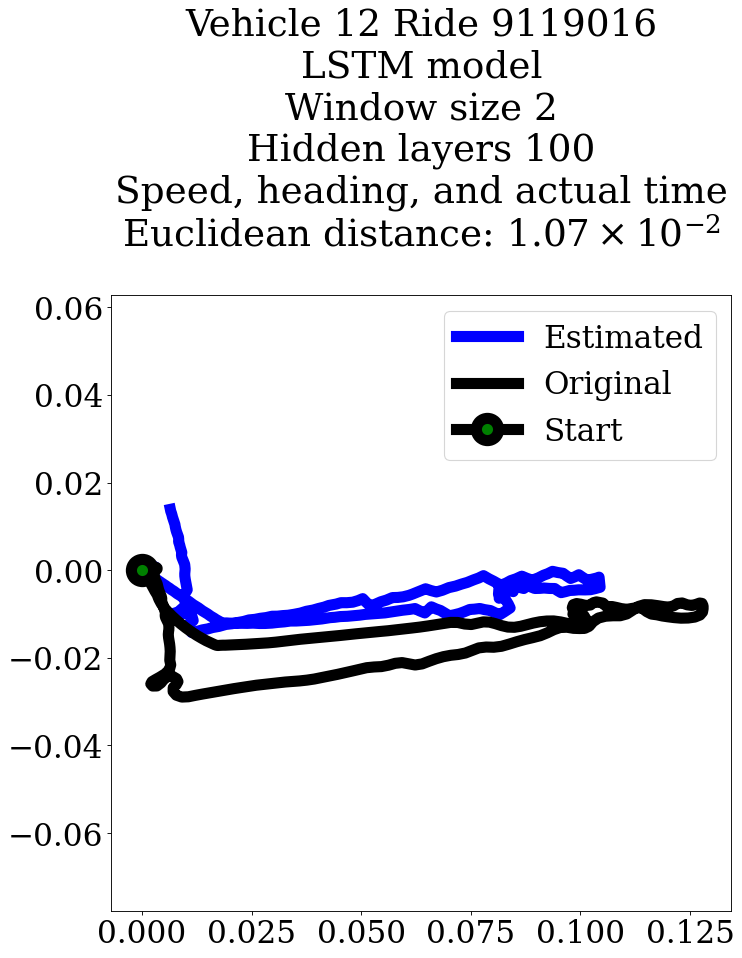 Vehicle 12 Ride 9119016
LSTM model
Window size 2
Hidden layers 100
Speed, heading, and actual time
Euclidean distance: 1.07 × 10⁻²
Estimated
Original
Start
0.06
0.04
0.02
0.00
−0.02
−0.04
−0.06
0.000 0.025 0.050 0.075 0.100 0.125